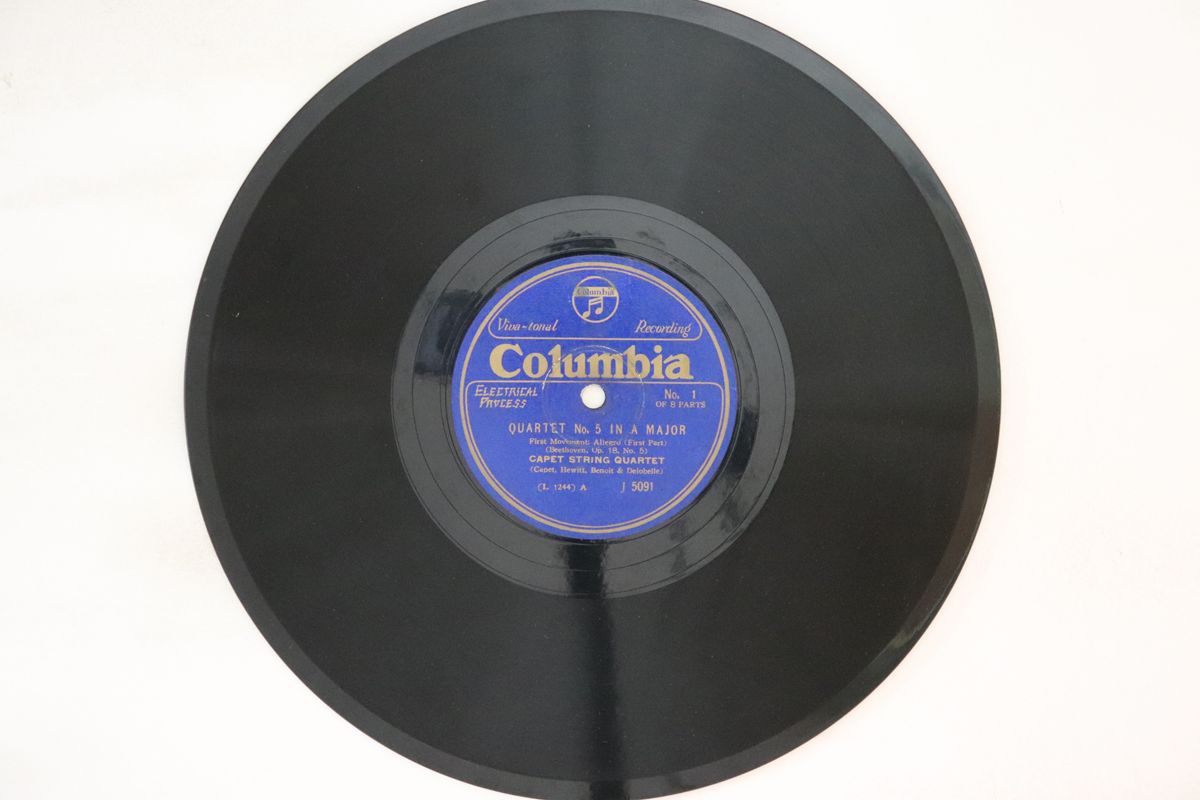 Columbia
Viva-tonal Recording
Columbia
ELECTRICAL No. 1
PROCESS OF 8 PARTS
QUARTET No. 5 IN A MAJOR
First Movement: Allegro (First Part)
(Beethoven, Op. 18, No. 5)
CAPET STRING QUARTET
(Capet, Hewitt, Benoit & Delobelle)
(L. 1244) A J 5091